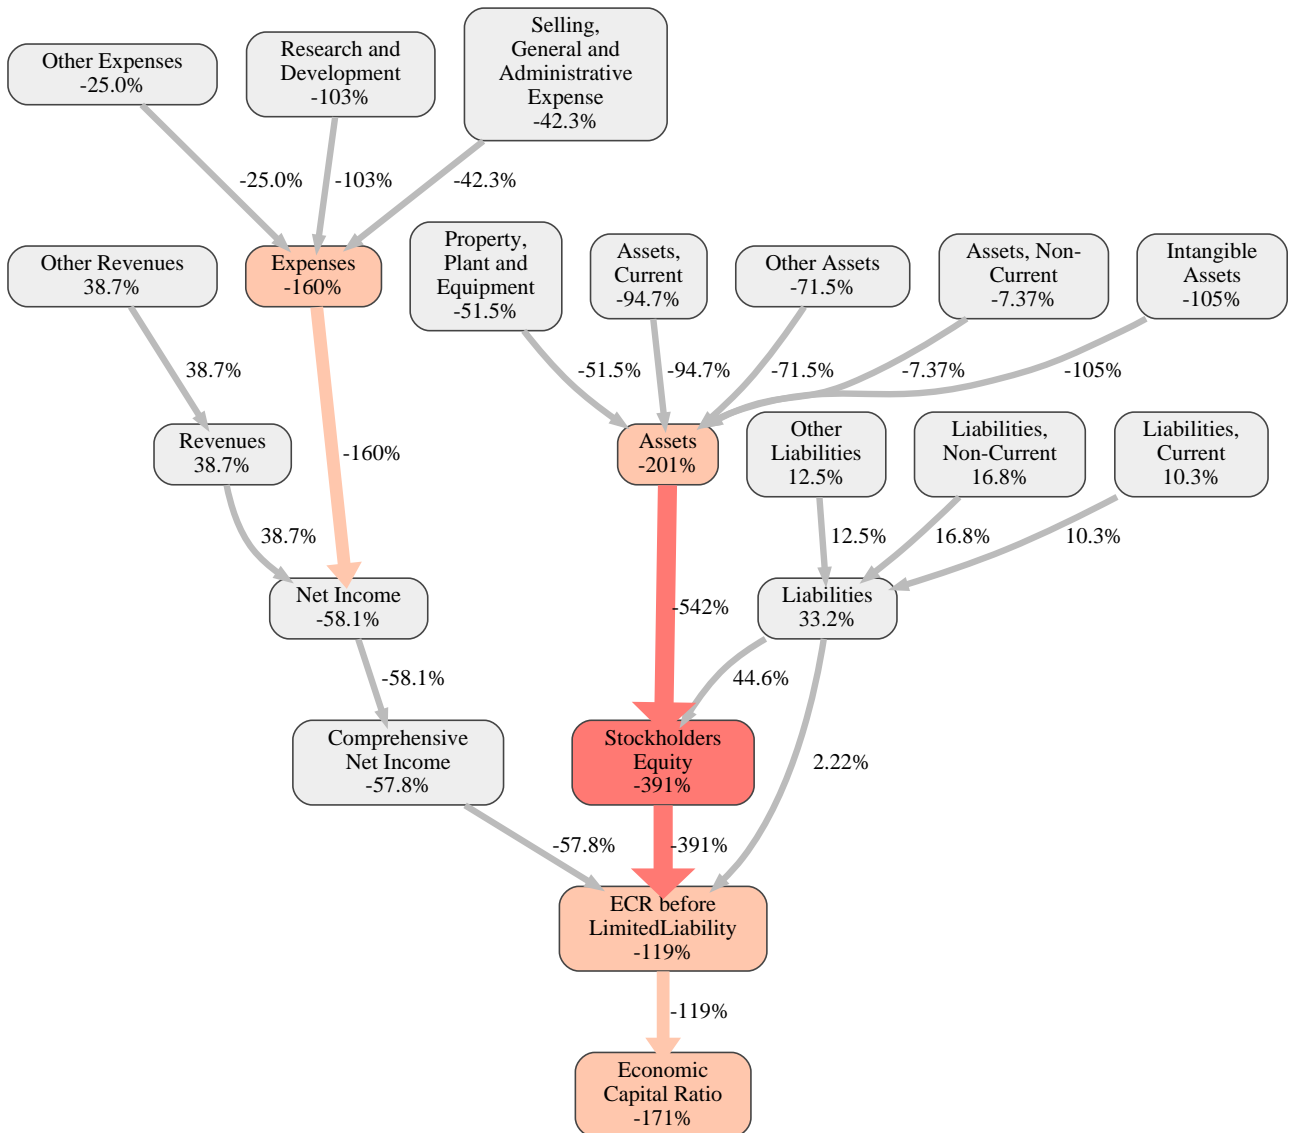 Selling,
General and
Administrative
Expense
-42.3%
Research and
Development
-103%
Other Expenses
-25.0%
-25.0%
-103%
-42.3%
Other Revenues
38.7%
Expenses
-160%
Property,
Plant and
Equipment
-51.5%
Assets,
Current
-94.7%
Other Assets
-71.5%
Assets, Non-
Current
-7.37%
Intangible
Assets
-105%
38.7%
-51.5%
-94.7%
-71.5%
-7.37%
-105%
Revenues
38.7%
-160%
Assets
-201%
Other
Liabilities
12.5%
Liabilities,
Non-Current
16.8%
Liabilities,
Current
10.3%
38.7%
12.5%
16.8%
10.3%
Net Income
-58.1%
-542%
Liabilities
33.2%
-58.1%
44.6%
Comprehensive
Net Income
-57.8%
Stockholders
Equity
-391%
2.22%
-57.8%
-391%
ECR before
LimitedLiability
-119%
-119%
Economic
Capital Ratio
-171%